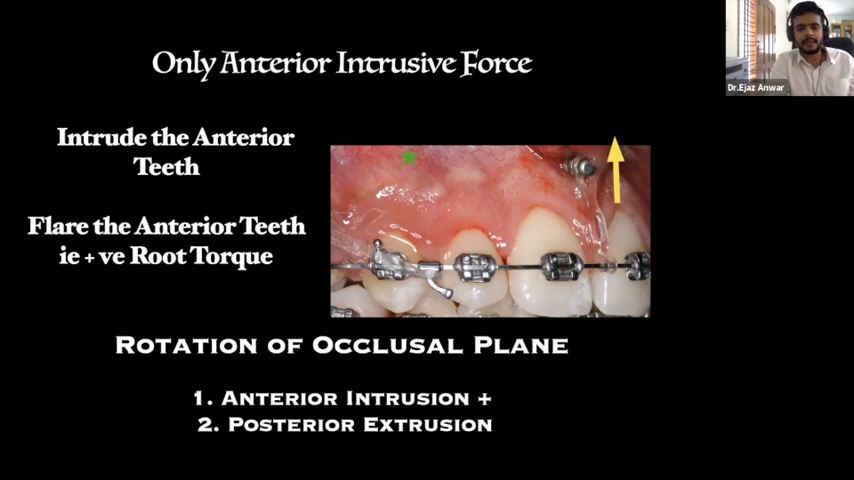 Only Anterior Intrusive Force
Dr.Ejaz Anwar
Intrude the Anterior
Teeth
Flare the Anterior Teeth
ie + ve Root Torque
Rotation of Occlusal Plane
1. Anterior Intrusion +
2. Posterior Extrusion